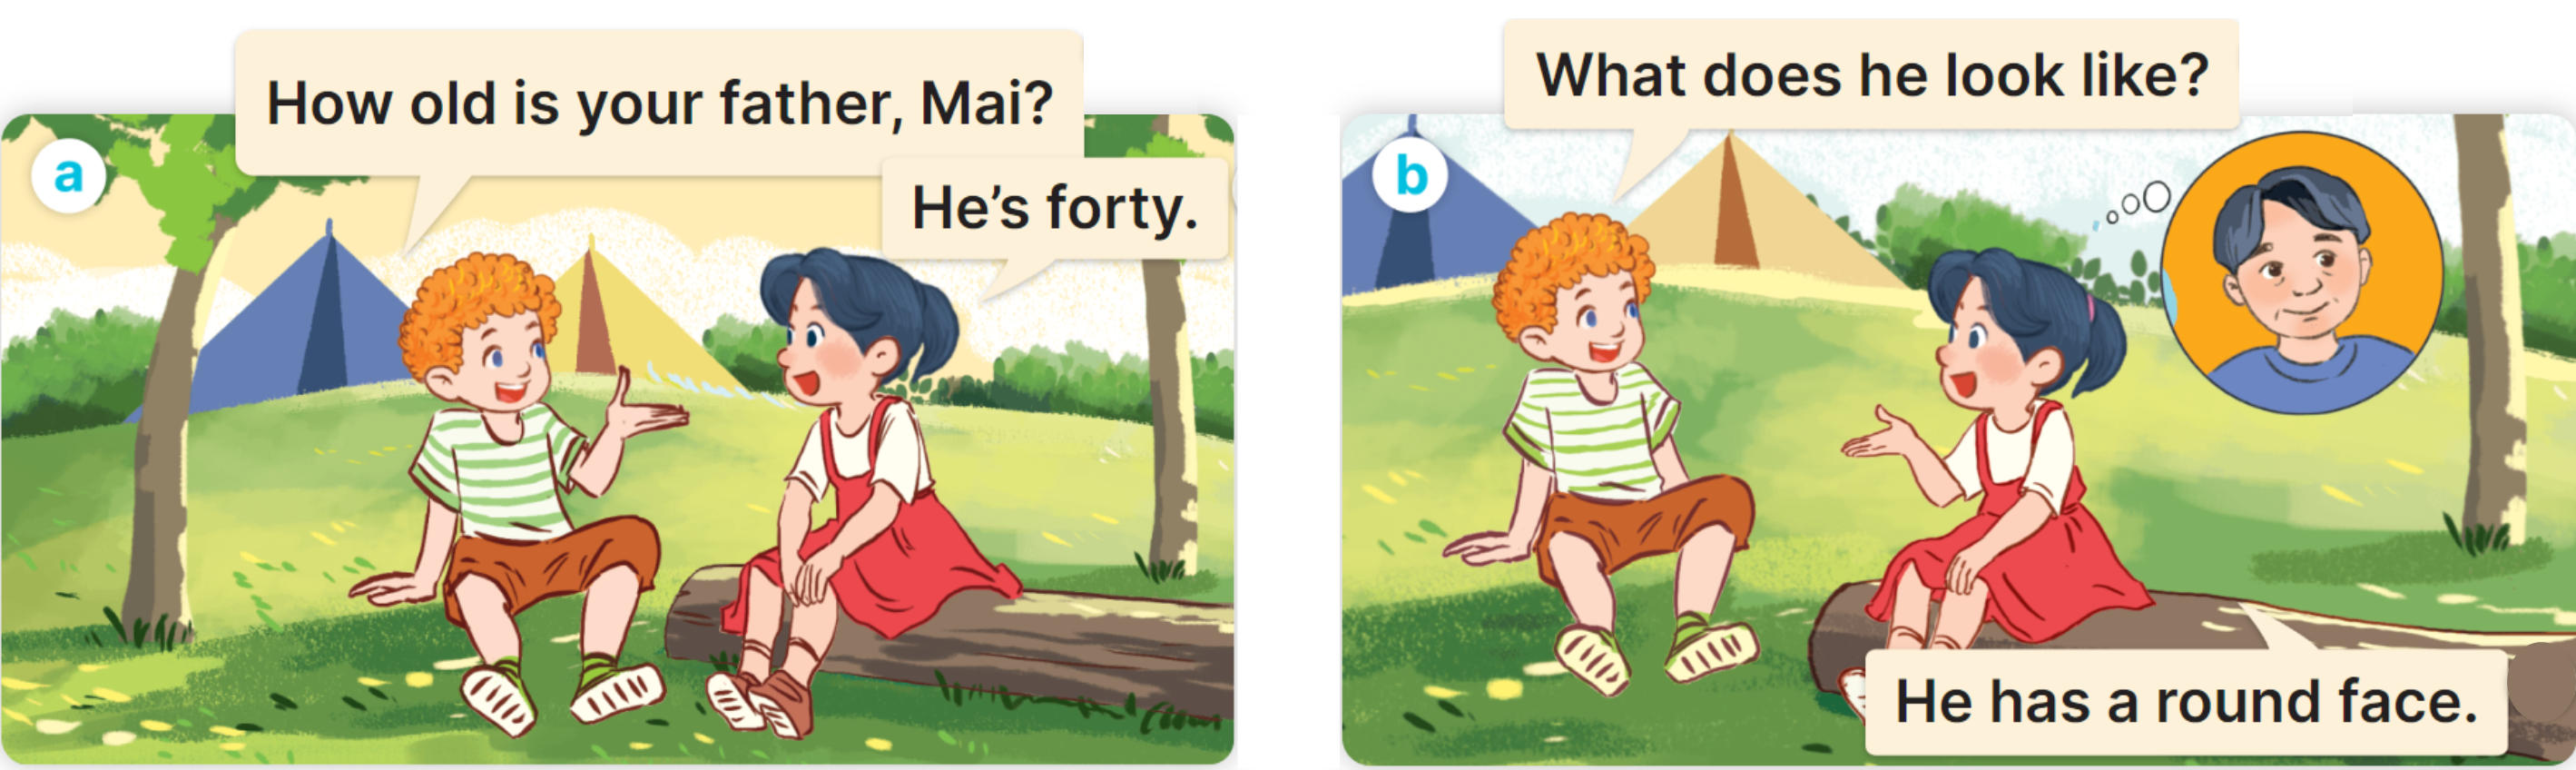 a
How old is your father, Mai?
He’s forty.
b
What does he look like?
He has a round face.